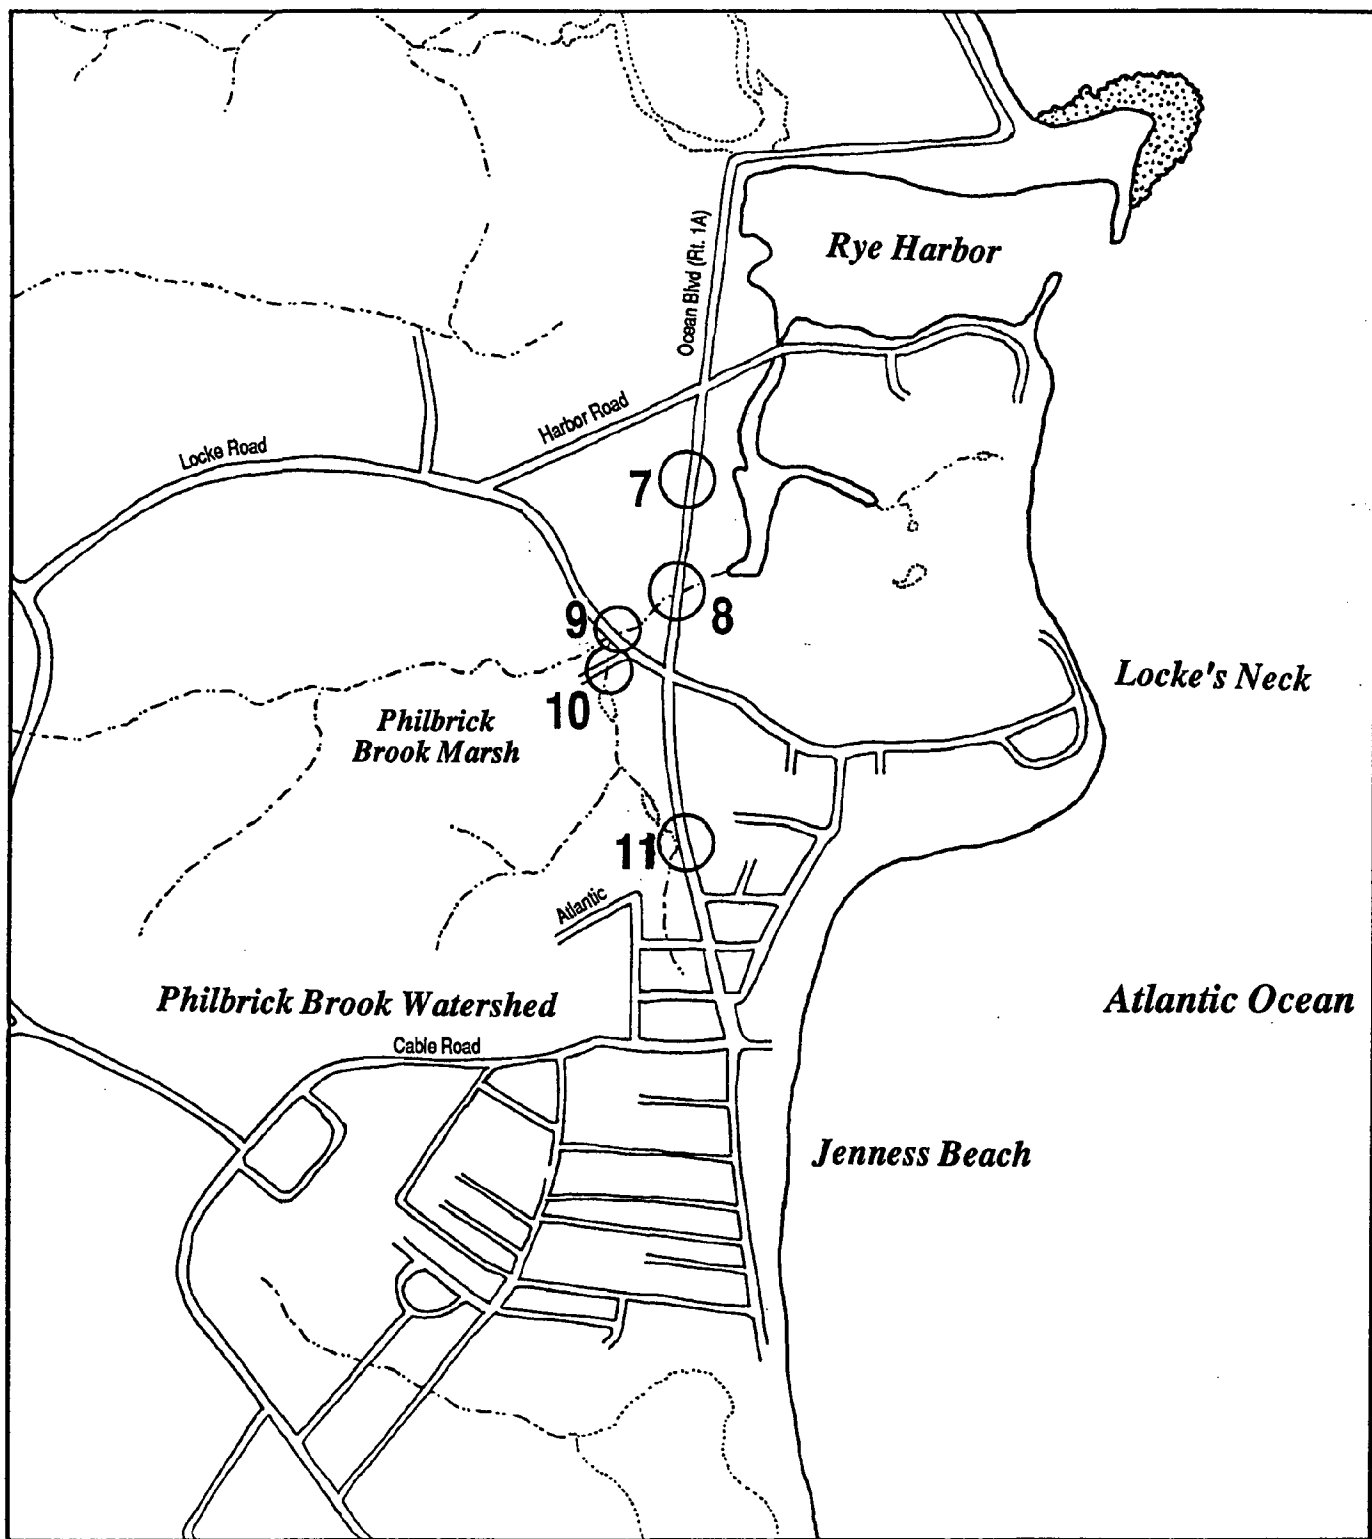 Rye Harbor
Ocean Blvd (Rt. 1A)
Harbor Road
Locke Road
7
8
9
10
Locke's Neck
Philbrick
Brook Marsh
11
Atlantic
Philbrick Brook Watershed
Atlantic Ocean
Cable Road
Jenness Beach